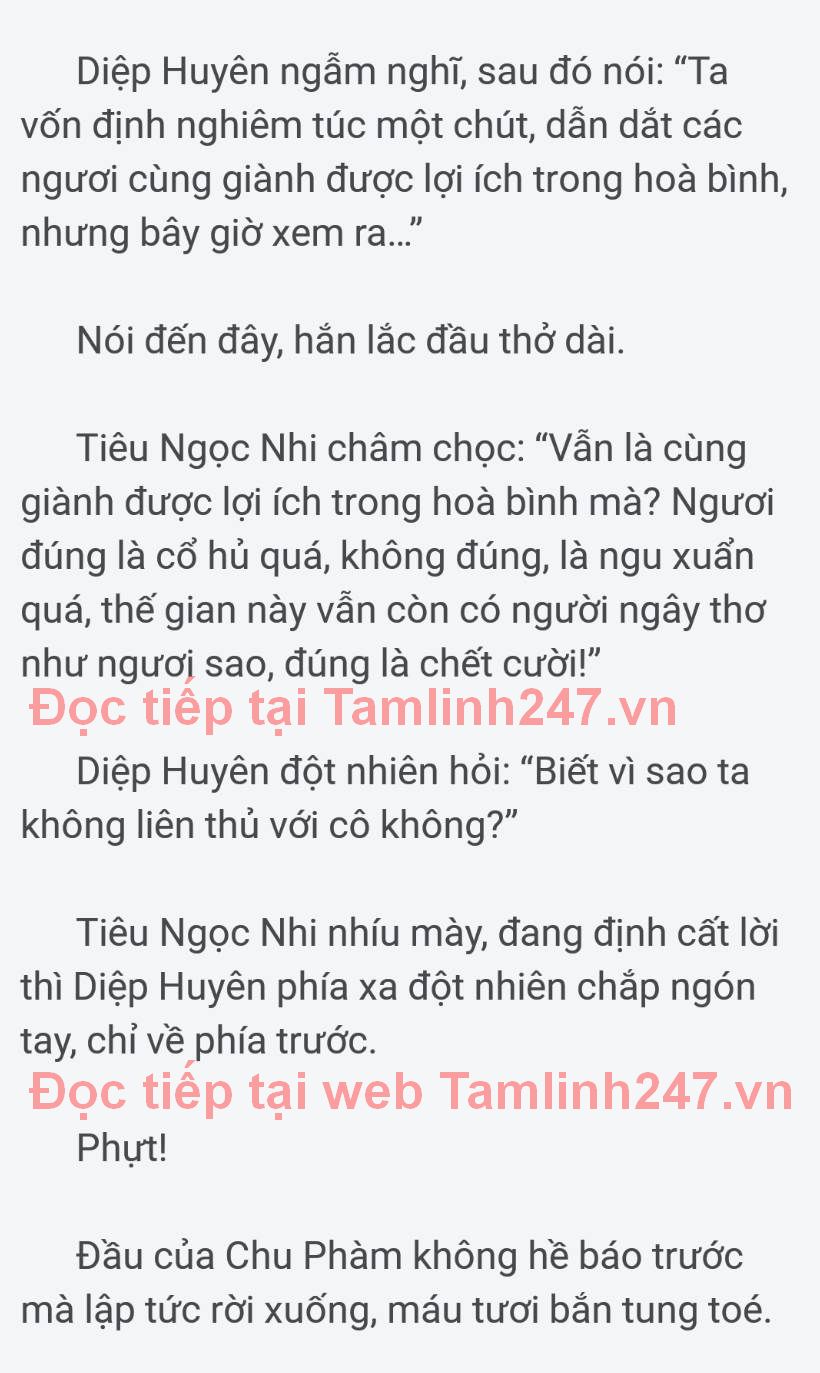 Diệp Huyên ngẫm nghĩ, sau đó nói: “Ta
vốn định nghiêm túc một chút, dẫn dắt các
ngươi cùng giành được lợi ích trong hoà bình,
nhưng bây giờ xem ra...”
Nói đến đây, hắn lắc đầu thở dài.
Tiêu Ngọc Nhi châm chọc: “Vẫn là cùng
giành được lợi ích trong hoà bình mà? Ngươi
đúng là cổ hủ quá, không đúng, là ngu xuẩn
quá, thế gian này vẫn còn có người ngây thơ
như ngươi sao, đúng là chết cười!”
Đọc tiếp tại Tamlinh247.vn
Diệp Huyên đột nhiên hỏi: “Biết vì sao ta
không liên thủ với cô không?”
Tiêu Ngọc Nhi nhíu mày, đang định cất lời
thì Diệp Huyên phía xa đột nhiên chắp ngón
tay, chỉ về phía trước.
Đọc tiếp tại web Tamlinh247.vn
Phựt!
Đầu của Chu Phàm không hề báo trước
mà lập tức rời xuống, máu tươi bắn tung toé.